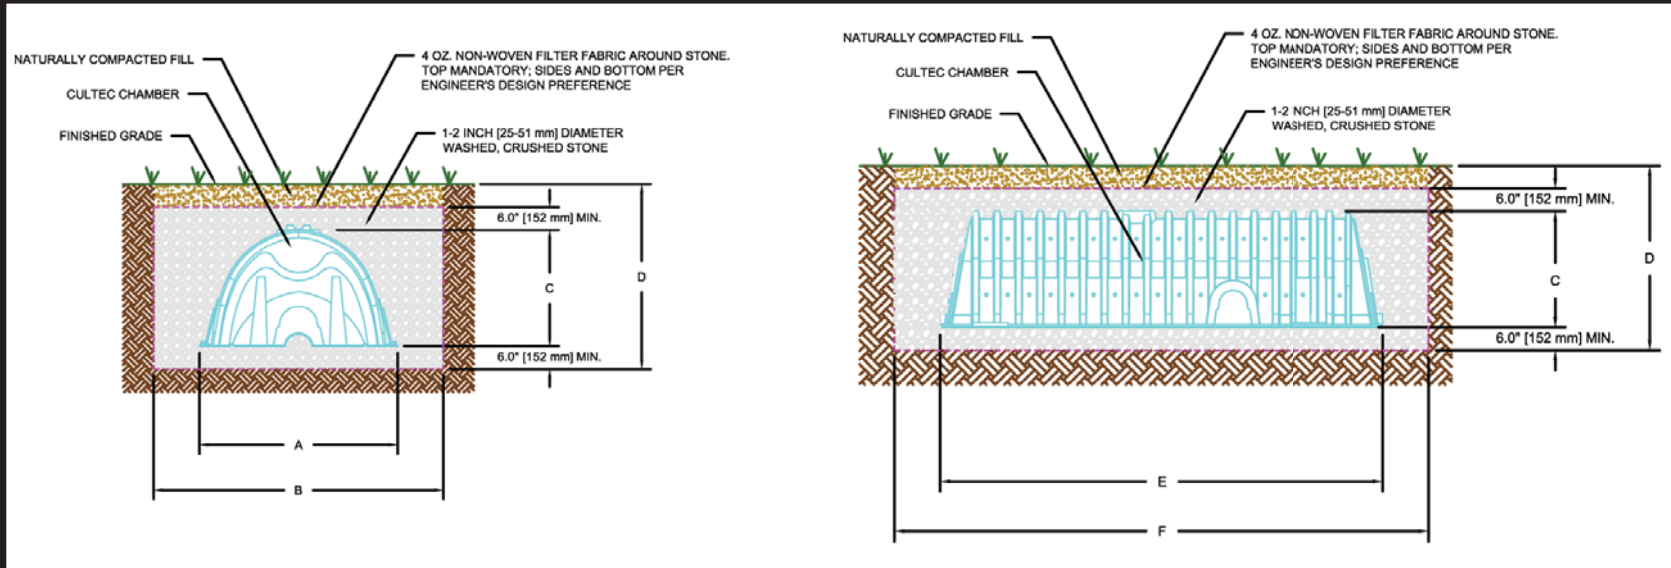 NATURALLY COMPACTED FILL
CULTEC CHAMBER
FINISHED GRADE
4 OZ. NON-WOVEN FILTER FABRIC AROUND STONE.
TOP MANDATORY; SIDES AND BOTTOM PER
ENGINEER'S DESIGN PREFERENCE
1-2 INCH [25-51 mm] DIAMETER
WASHED, CRUSHED STONE
6.0" [152 mm] MIN.
C
D
6.0" [152 mm] MIN.
A
B
NATURALLY COMPACTED FILL
CULTEC CHAMBER
FINISHED GRADE
4 OZ. NON-WOVEN FILTER FABRIC AROUND STONE.
TOP MANDATORY; SIDES AND BOTTOM PER
ENGINEER'S DESIGN PREFERENCE
1-2 NCH [25-51 mm] DIAMETER
WASHED, CRUSHED STONE
6.0" [152 mm] MIN.
D
C
6.0" [152 mm] MIN.
E
F